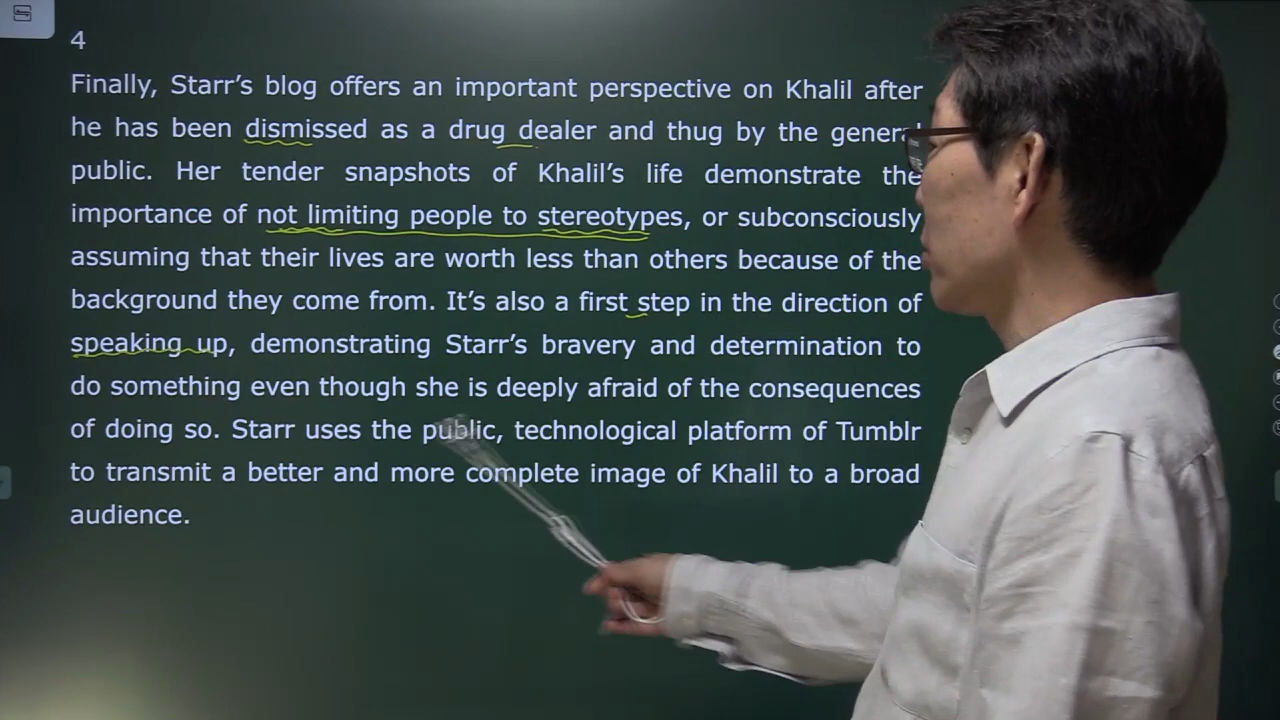 4
Finally, Starr's blog offers an important perspective on Khalil after
he has been dismissed as a drug dealer and thug by the general
public. Her tender snapshots of Khalil's life demonstrate the
importance of not limiting people to stereotypes, or subconsciously
assuming that their lives are worth less than others because of the
background they come from. It's also a first step in the direction of
speaking up, demonstrating Starr's bravery and determination to
do something even though she is deeply afraid of the consequences
of doing so. Starr uses the public, technological platform of Tumblr
to transmit a better and more complete image of Khalil to a broad
audience.